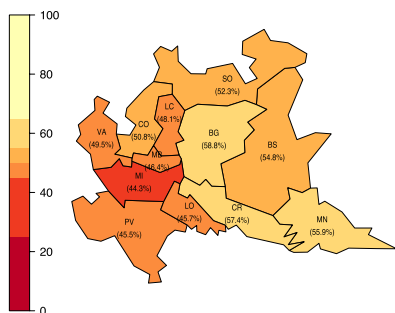 100
80
60
40
20
0
SO
(52.3%)
LC
(48.1%)
CO
(50.8%)
VA
(49.5%)
BG
(58.8%)
BS
(54.8%)
MB
(46.4%)
MI
(44.3%)
LO
(45.7%)
CR
(57.4%)
PV
(45.5%)
MN
(55.9%)